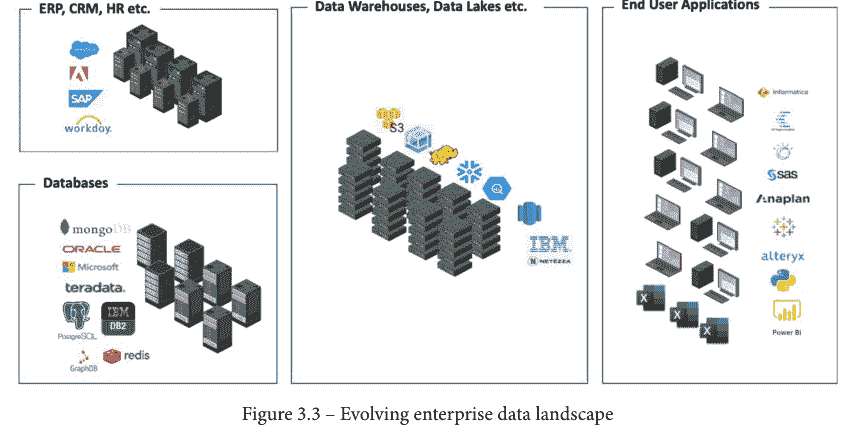 ERP, CRM, HR etc.
SAP
workday.
Databases
mongoDB
ORACLE
Microsoft
teradata.
PostgreSQL
IBM
DB2
GraphDB
redis
Data Warehouses, Data Lakes etc.
S3
IBM
NETEZZA
End User Applications
Informatica
sas
Anaplan
alteryx
Power BI
X
X
X
Figure 3.3 – Evolving enterprise data landscape